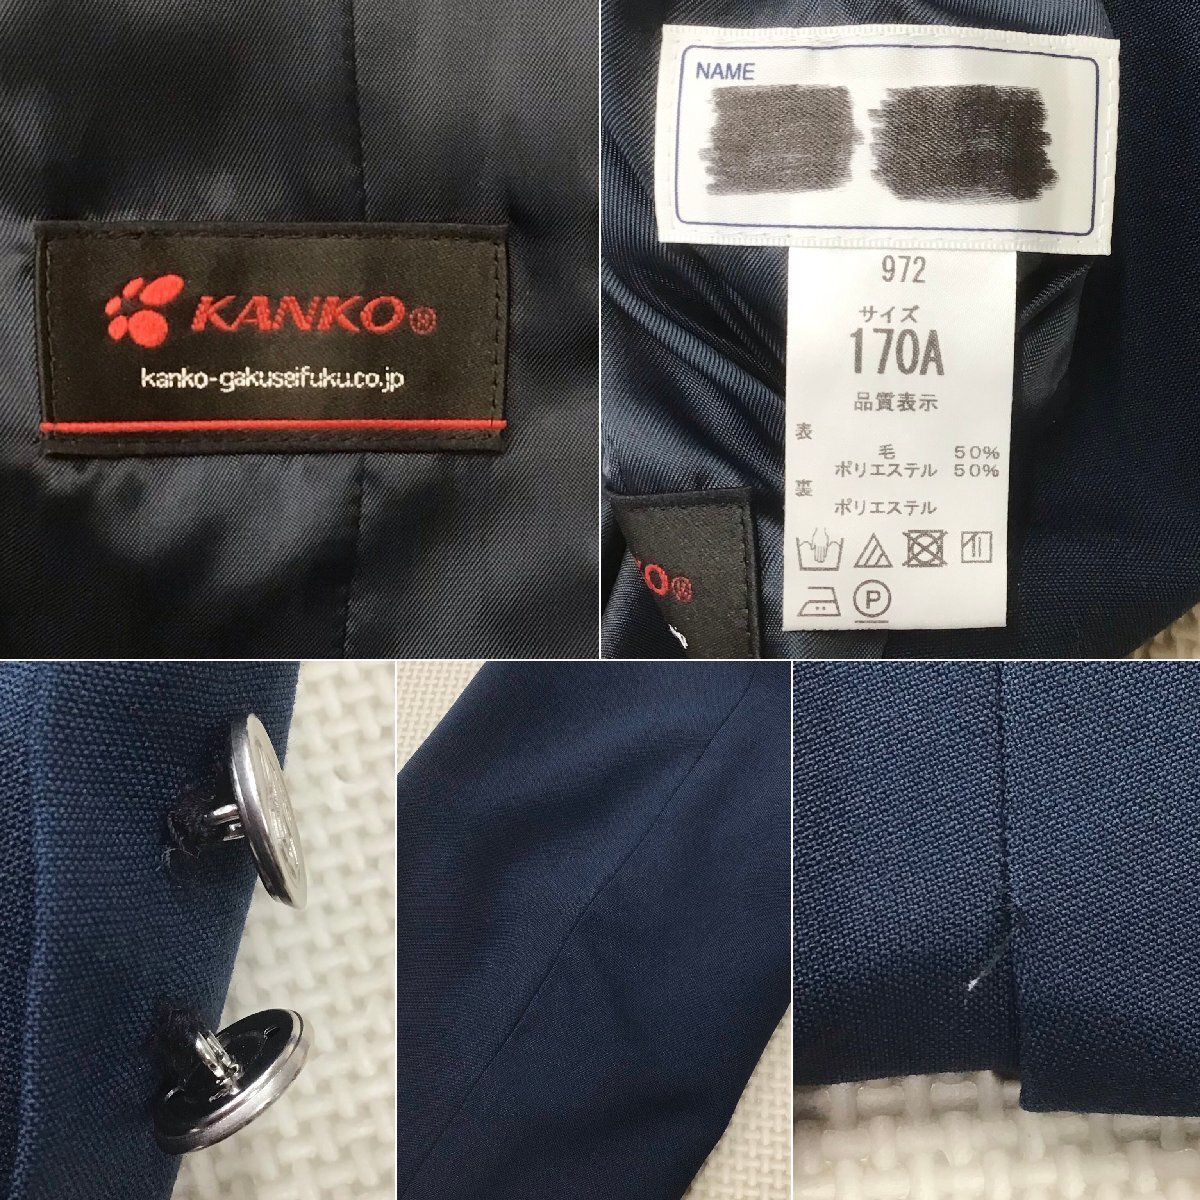 KANKO®
kanko-gakuseifuku.co.jp
NAME
972
サイズ
170A
品質表示
表
毛 50%
ポリエステル 50%
裏
ポリエステル
KO®
P